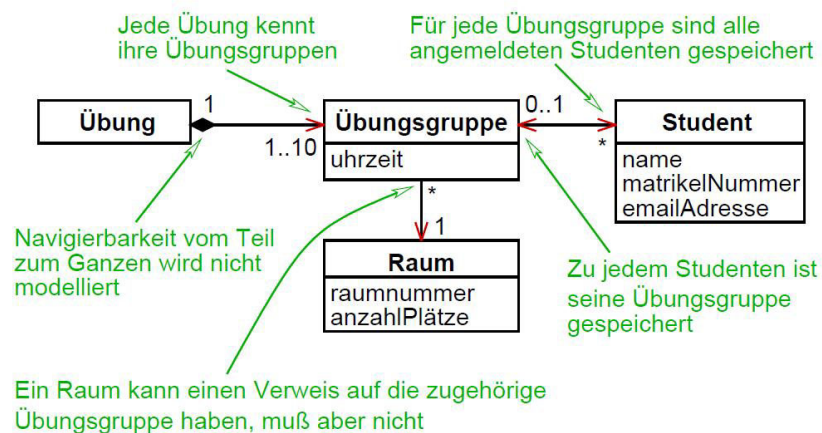 Jede Übung kennt
ihre Übungsgruppen
Für jede Übungsgruppe sind alle
angemeldeten Studenten gespeichert
Übung
1
1..10
Übungsgruppe
uhrzeit
0..1
*
Student
name
matrikelNummer
emailAdresse
*
1
Raum
raumnummer
anzahlPlätze
Navigierbarkeit vom Teil
zum Ganzen wird nicht
modelliert
Zu jedem Studenten ist
seine Übungsgruppe
gespeichert
Ein Raum kann einen Verweis auf die zugehörige
Übungsgruppe haben, muß aber nicht